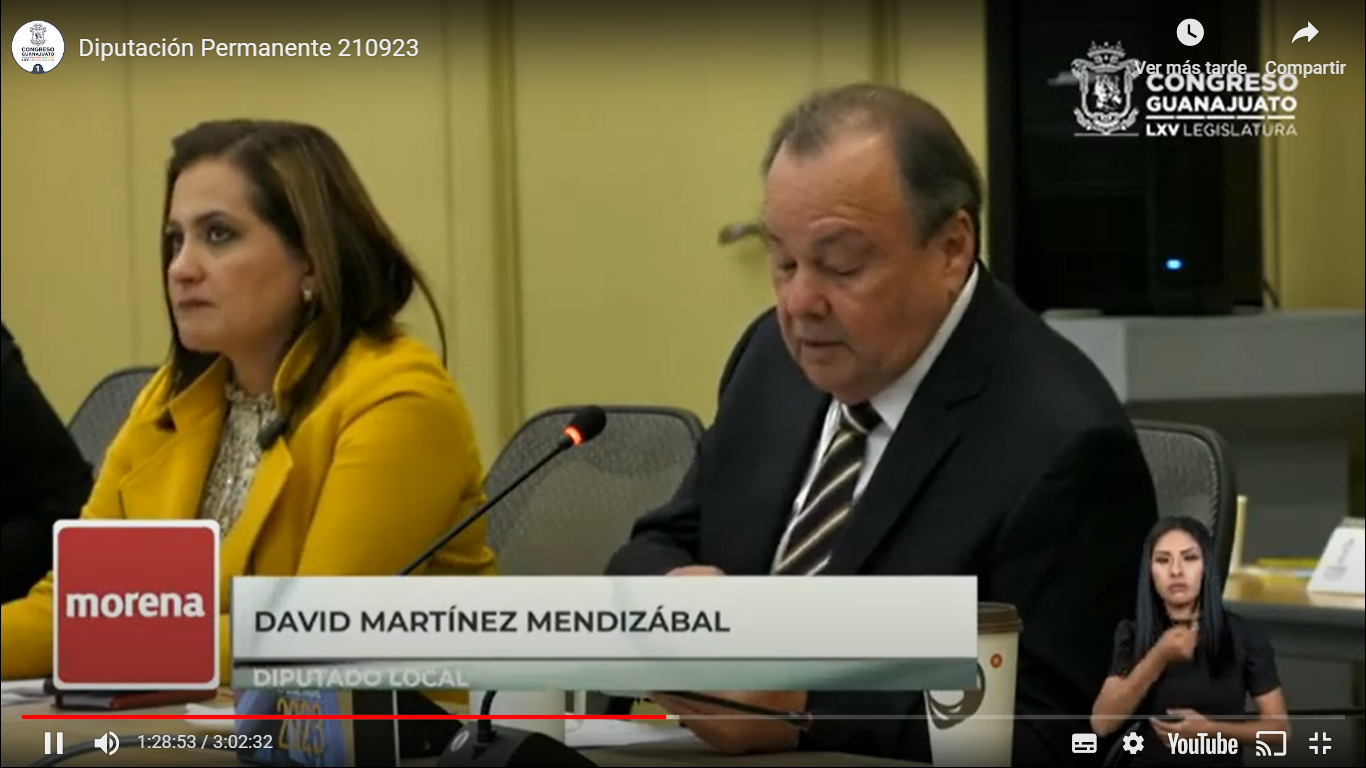 Diputación Permanente 210923
Ver más tarde
Compartir
CONGRESO
GUANAJUATO
LXV LEGISLATURA
CONGRESO
GUANAJUATO
morena
DAVID MARTÍNEZ MENDIZÁBAL
DIPUTADO LOCAL
2023
1:28:53 / 3:02:32
YouTube